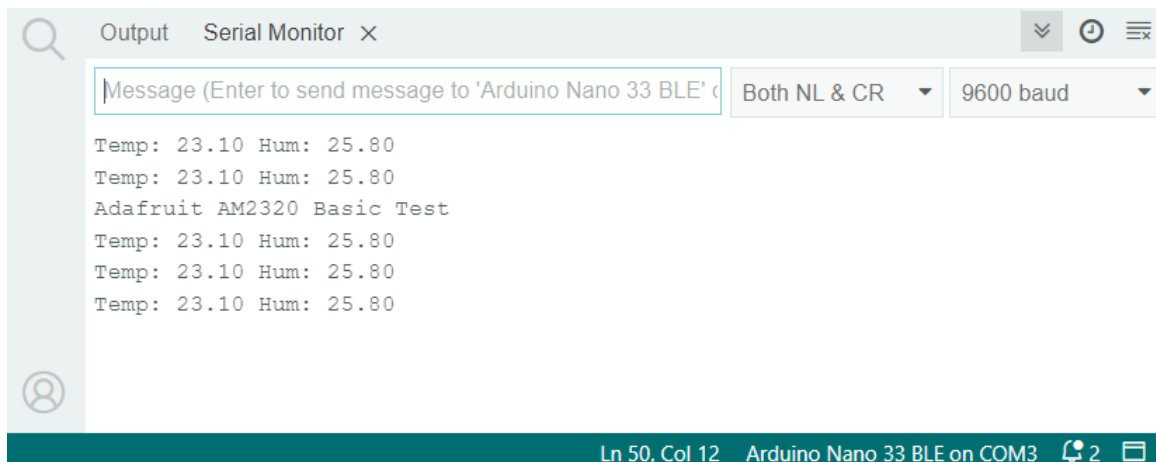 Output Serial Monitor ×
Message (Enter to send message to 'Arduino Nano 33 BLE' Both NL & CR 9600 baud
Temp: 23.10 Hum: 25.80
Temp: 23.10 Hum: 25.80
Adafruit AM2320 Basic Test
Temp: 23.10 Hum: 25.80
Temp: 23.10 Hum: 25.80
Temp: 23.10 Hum: 25.80
Ln 50, Col 12 Arduino Nano 33 BLE on COM3 2